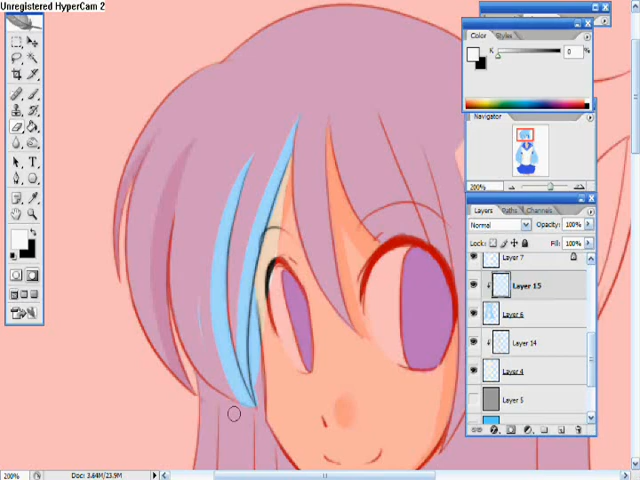 Unregistered HyperCam 2
Color
Styles
K
0
%
Navigator
200%
Layers
Paths
Channels
Normal
Opacity:
100%
Lock:
Fill:
100%
Layer 7
Layer 15
Layer 6
Layer 14
Layer 4
Layer 5
T
200%
Doc: 3.64M/23.9M